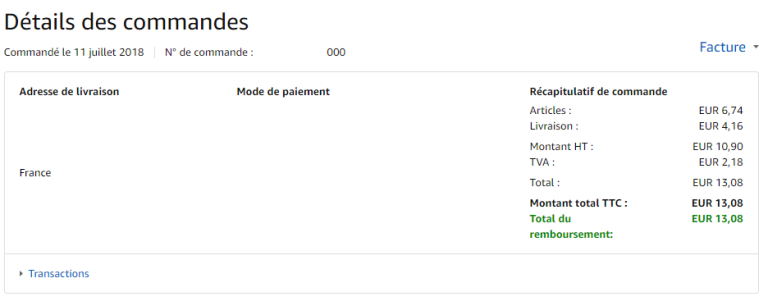 Détails des commandes
Commandé le 11 juillet 2018 | N° de commande : 000
Facture
Adresse de livraison
France
Mode de paiement
Récapitulatif de commande
Articles : EUR 6,74
Livraison : EUR 4,16
Montant HT : EUR 10,90
TVA : EUR 2,18
Total : EUR 13,08
Montant total TTC : EUR 13,08
Total du EUR 13,08
remboursement:
Transactions